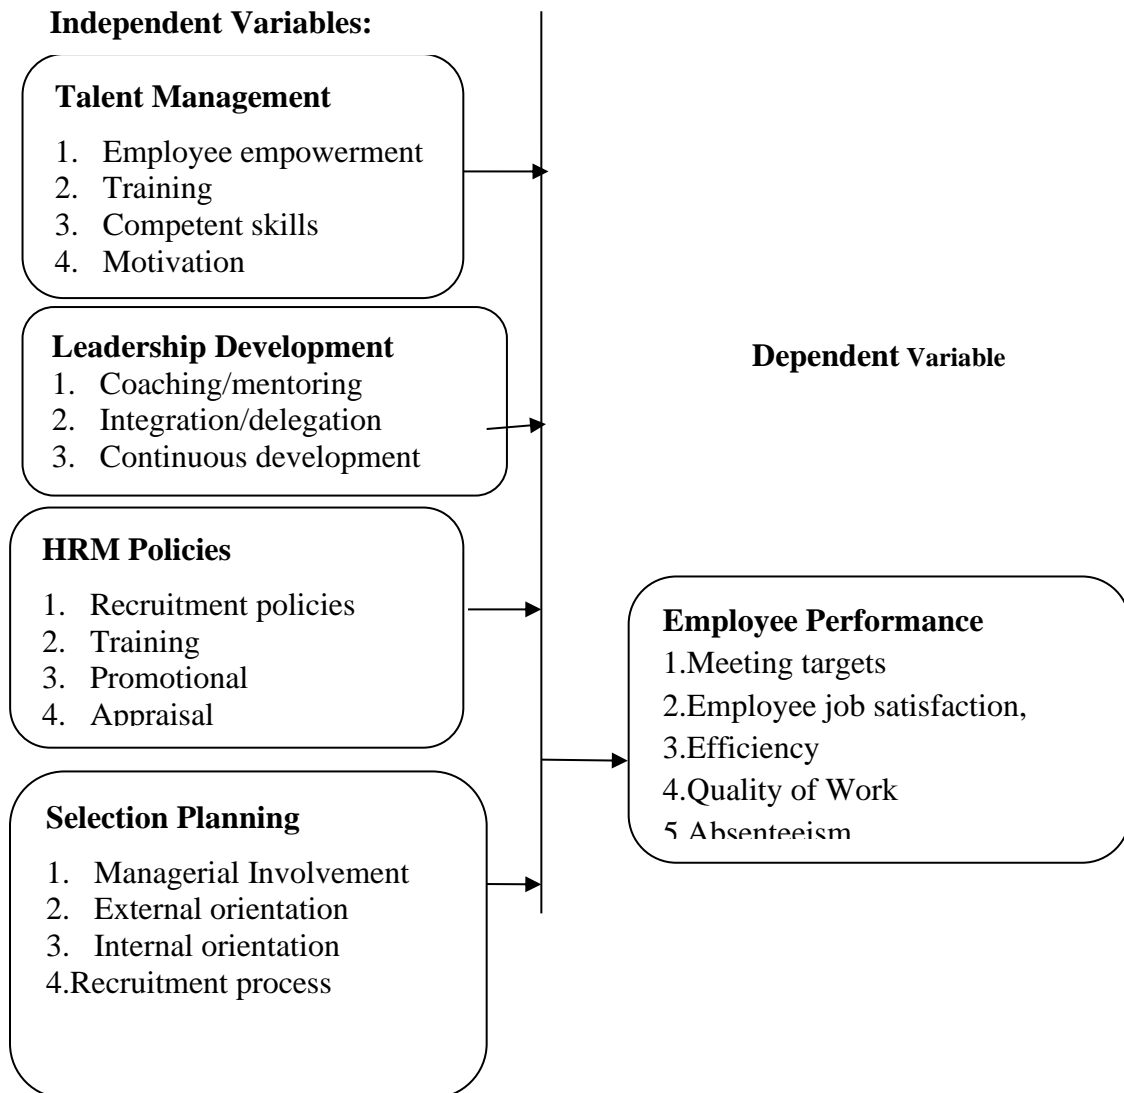 Independent Variables:
Talent Management
1. Employee empowerment
2. Training
3. Competent skills
4. Motivation
Leadership Development
1. Coaching/mentoring
2. Integration/delegation
3. Continuous development
Dependent Variable
HRM Policies
1. Recruitment policies
2. Training
3. Promotional
4. Appraisal
Employee Performance
1.Meeting targets
2.Employee job satisfaction,
3.Efficiency
4.Quality of Work
5.Absenteeism
Selection Planning
1. Managerial Involvement
2. External orientation
3. Internal orientation
4.Recruitment process